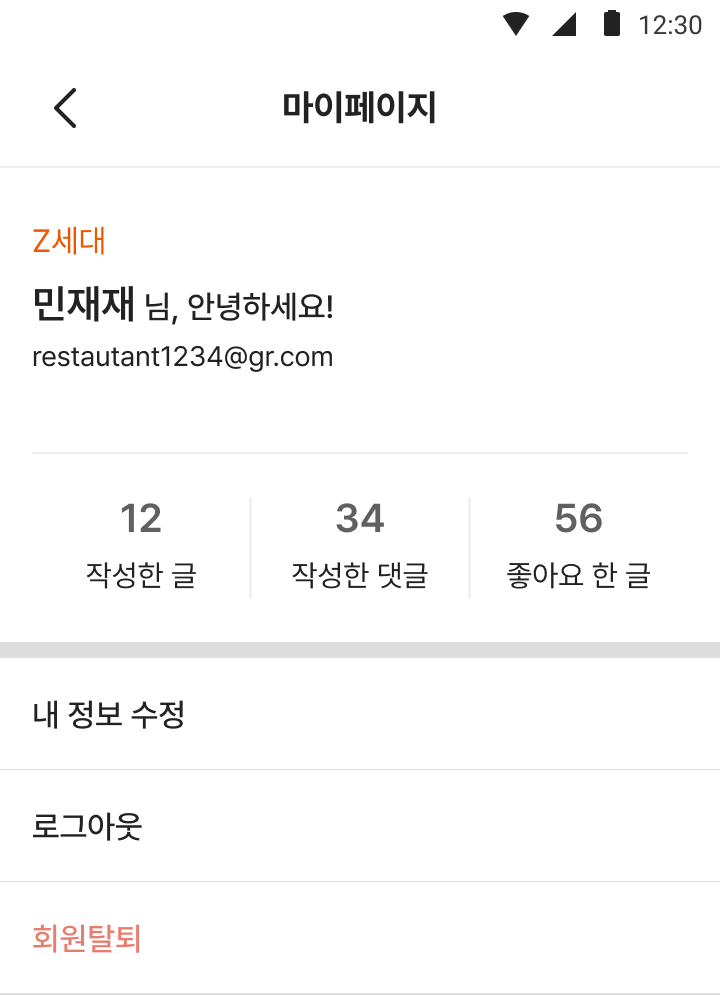 12:30
마이페이지
Z세대
민재재 님, 안녕하세요!
restautant1234@gr.com
12 34 56
작성한 글 작성한 댓글 좋아요 한 글
내 정보 수정
로그아웃
회원탈퇴